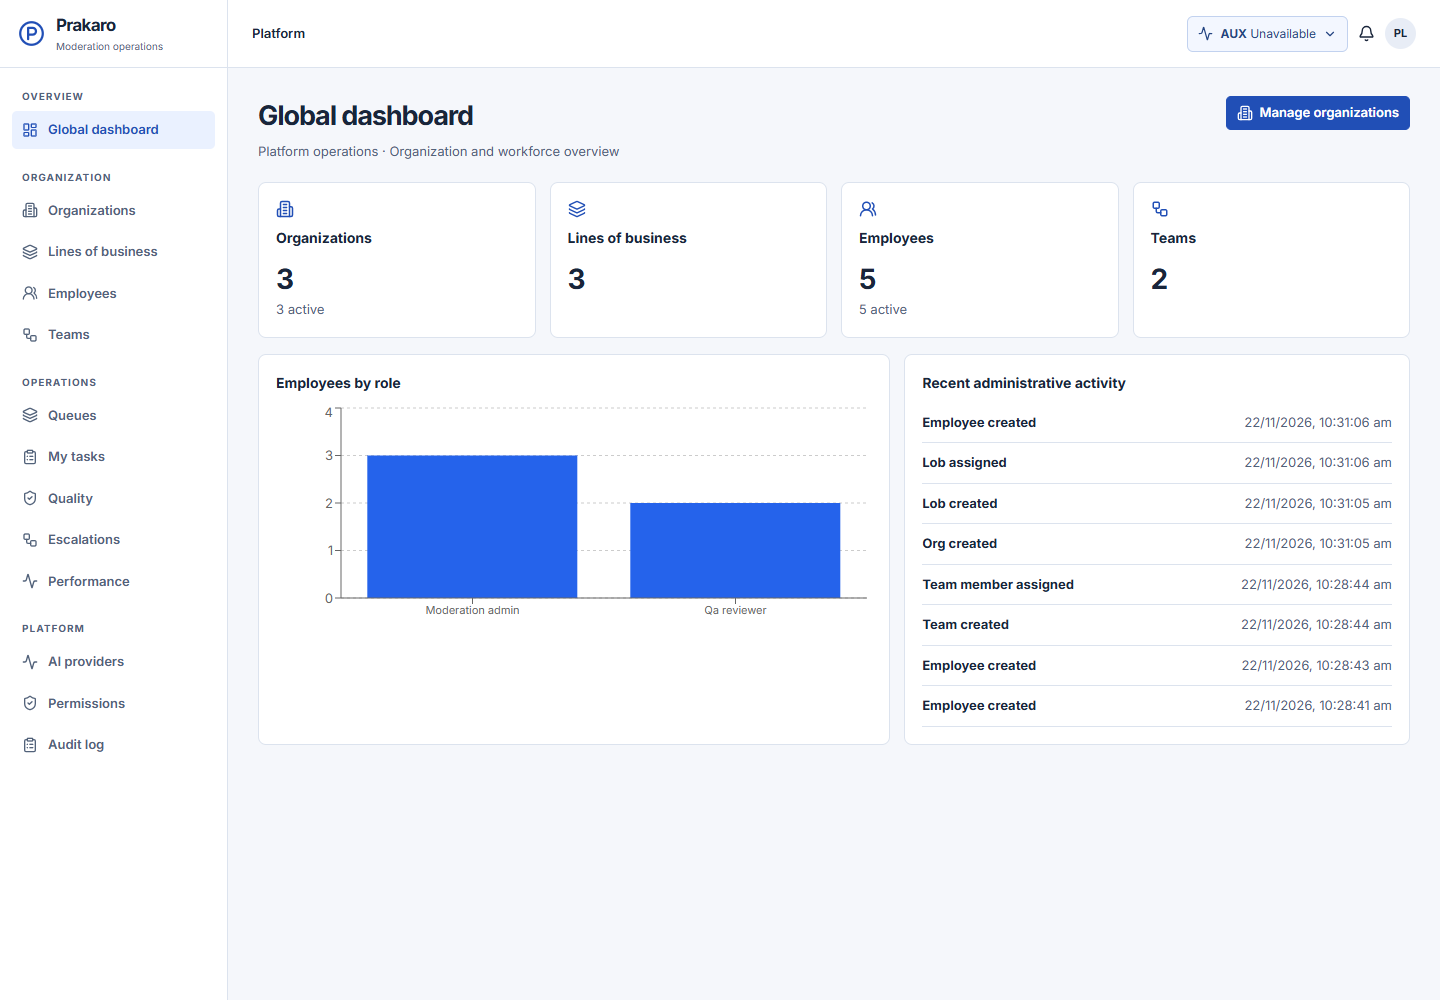 Prakaro
Moderation operations
OVERVIEW
Global dashboard
ORGANIZATION
Organizations
Lines of business
Employees
Teams
OPERATIONS
Queues
My tasks
Quality
Escalations
Performance
PLATFORM
AI providers
Permissions
Audit log
Platform
AUX Unavailable
PL
Global dashboard
Platform operations · Organization and workforce overview
Manage organizations
Organizations
3
3 active
Lines of business
3
Employees
5
5 active
Teams
2
Employees by role
4
3
2
1
0
Moderation admin
Qa reviewer
Recent administrative activity
Employee created 22/11/2026, 10:31:06 am
Lob assigned 22/11/2026, 10:31:06 am
Lob created 22/11/2026, 10:31:05 am
Org created 22/11/2026, 10:31:05 am
Team member assigned 22/11/2026, 10:28:44 am
Team created 22/11/2026, 10:28:44 am
Employee created 22/11/2026, 10:28:43 am
Employee created 22/11/2026, 10:28:41 am